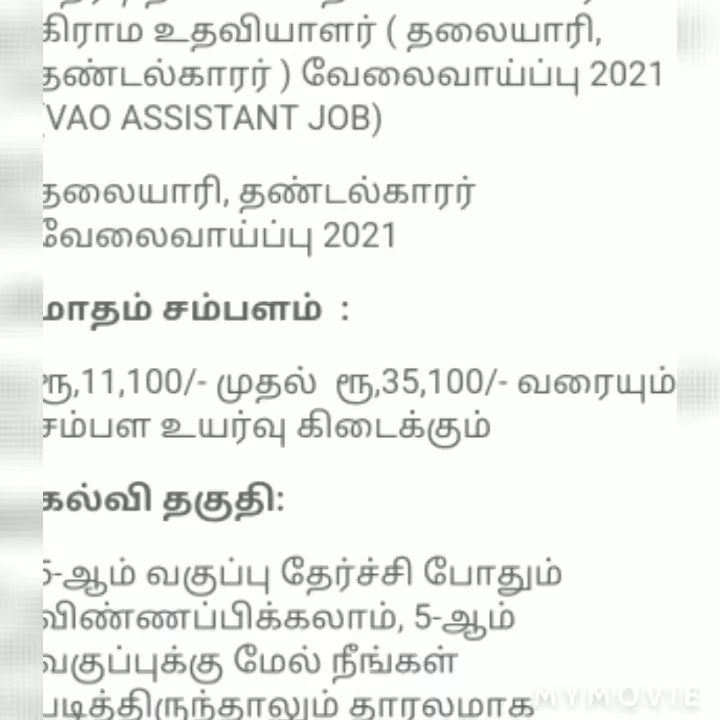 கிராம உதவியாளர் ( தலையாரி,
தண்டல்காரர் ) வேலைவாய்ப்பு 2021
(VAO ASSISTANT JOB)
தலையாரி, தண்டல்காரர்
வேலைவாய்ப்பு 2021
மாதம் சம்பளம் :
ரூ,11,100/- முதல் ரூ,35,100/- வரையும்
சம்பள உயர்வு கிடைக்கும்
கல்வி தகுதி:
5-ஆம் வகுப்பு தேர்ச்சி போதும்
விண்ணப்பிக்கலாம், 5-ஆம்
வகுப்புக்கு மேல் நீங்கள்
படித்திருந்தாலும் தாரலமாக
MYMOVIE